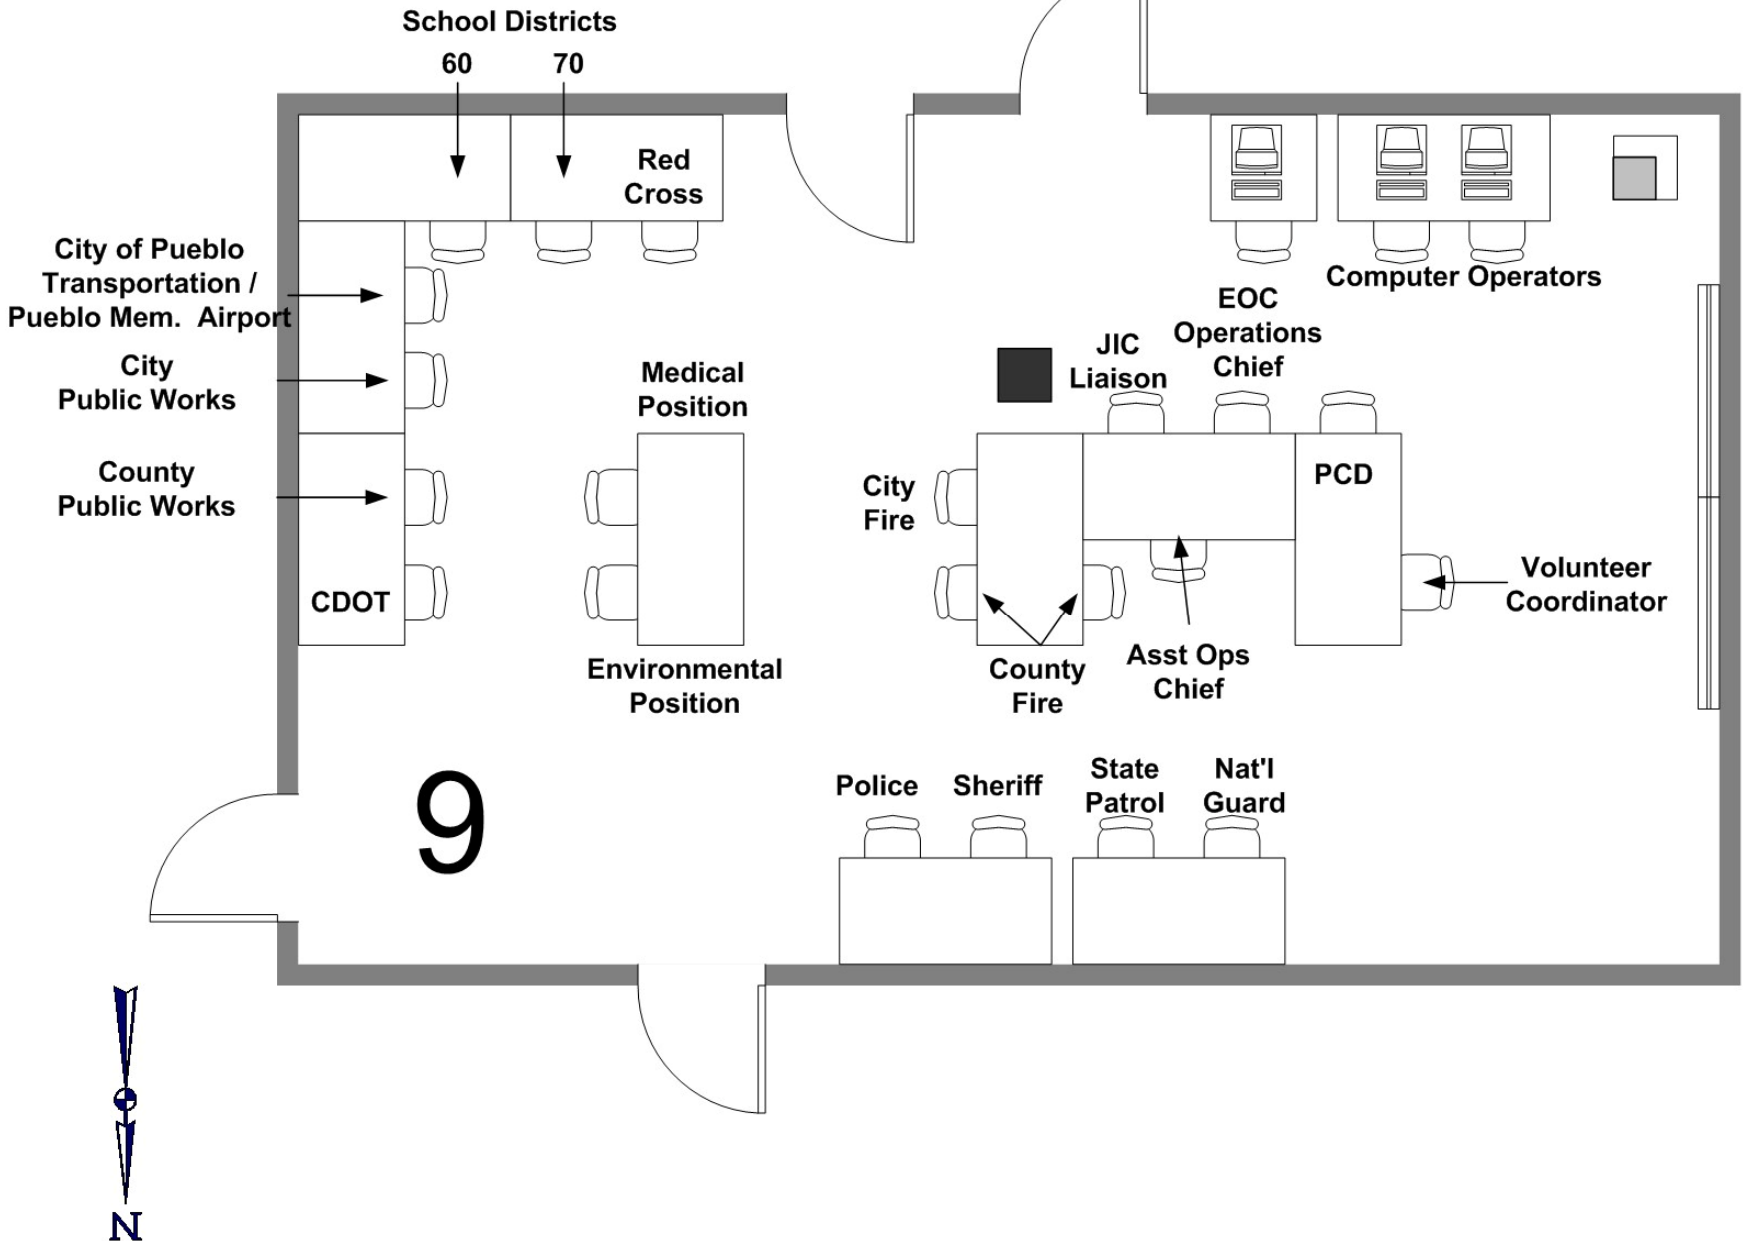 School Districts
60 70
Red
Cross
City of Pueblo
Transportation /
Pueblo Mem. Airport
City
Public Works
County
Public Works
CDOT
Medical
Position
Environmental
Position
Computer Operators
EOC
Operations
Chief
JIC
Liaison
PCD
City
Fire
County
Fire
Asst Ops
Chief
Volunteer
Coordinator
Police
Sheriff
State
Patrol
Nat'l
Guard
9
N